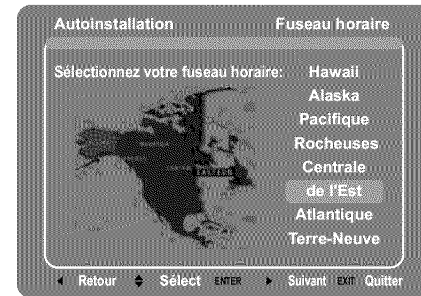 Autoinstallation Fuseau horaire
Sélectionnez votre fuseau horaire:
Hawaii
Alaska
Pacifique
Rocheuses
Centrale
de l'Est
Atlantique
Terre-Neuve
EASTERN
Retour Sélect ENTER Suivant EXIT Quitter